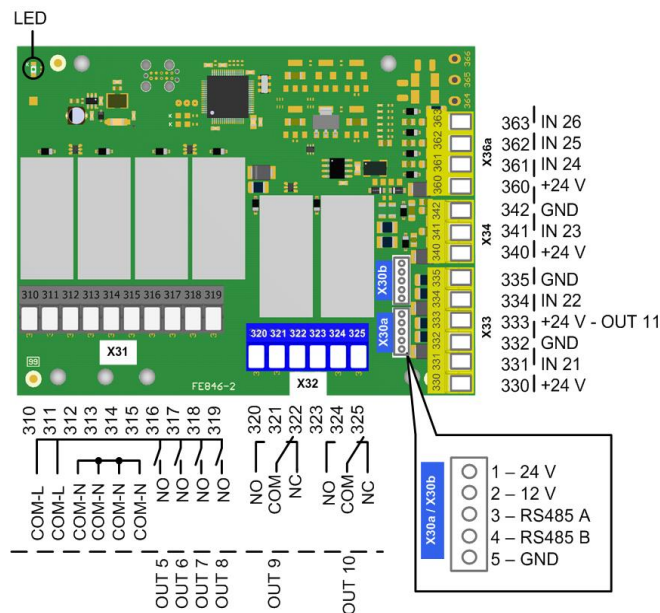 LED
366
365
364
363
362
361
360
X36a
342
341
340
X34
335
334
333
332
331
330
X33
X30b
X30a
363 IN 26
362 IN 25
361 IN 24
360 +24 V
342 GND
341 IN 23
340 +24 V
335 GND
334 IN 22
333 +24 V - OUT 11
332 GND
331 IN 21
330 +24 V
310 311 312 313 314 315 316 317 318 319
X31
320 321 322 323 324 325
X32
99
FE846-2
310 311 312 313 314 315 316 317 318 319 320 321 322 323 324 325
COM-L COM-L COM-N COM-N COM-N COM-N NO NO NO NO NO COM NC NO COM NC
OUT 5 OUT 6 OUT 7 OUT 8 OUT 9 OUT 10
X30a / X30b
1 – 24 V
2 – 12 V
3 – RS485 A
4 – RS485 B
5 – GND